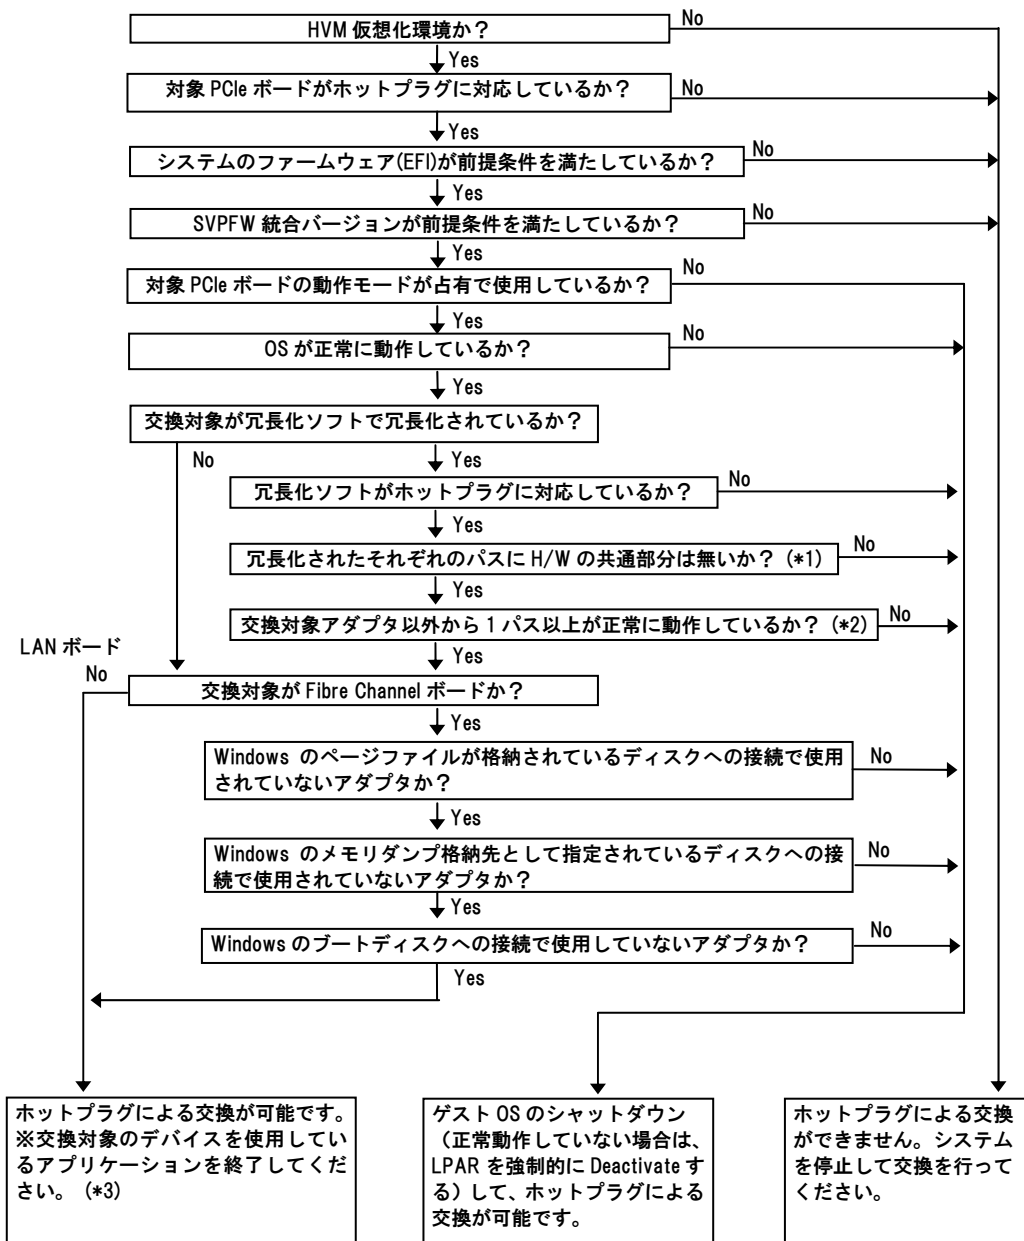 HVM 仮想化環境か？
No
Yes
対象 PCIe ボードがホットプラグに対応しているか？
No
Yes
システムのファームウェア(EFI)が前提条件を満たしているか？
No
Yes
SVPFW 統合バージョンが前提条件を満たしているか？
No
Yes
対象 PCIe ボードの動作モードが占有で使用しているか？
No
Yes
OS が正常に動作しているか？
No
Yes
交換対象が冗長化ソフトで冗長化されているか？
No
Yes
冗長化ソフトがホットプラグに対応しているか？
No
Yes
冗長化されたそれぞれのパスに H/W の共通部分は無いか？ (*1)
No
Yes
交換対象アダプタ以外から 1 パス以上が正常に動作しているか？ (*2)
No
Yes
LAN ボード
No
交換対象が Fibre Channel ボードか？
Yes
Windows のページファイルが格納されているディスクへの接続で使用
されていないアダプタか？
No
Yes
Windows のメモリダンプ格納先として指定されているディスクへの接
続で使用されていないアダプタか？
No
Yes
Windows のブートディスクへの接続で使用していないアダプタか？
No
Yes
ホットプラグによる交換が可能です。
※交換対象のデバイスを使用してい
るアプリケーションを終了してくだ
さい。 (*3)
ゲスト OS のシャットダウン
（正常動作していない場合は、
LPAR を強制的に Deactivate す
る）して、ホットプラグによる
交換が可能です。
ホットプラグによる交換
ができません。システム
を停止して交換を行って
ください。